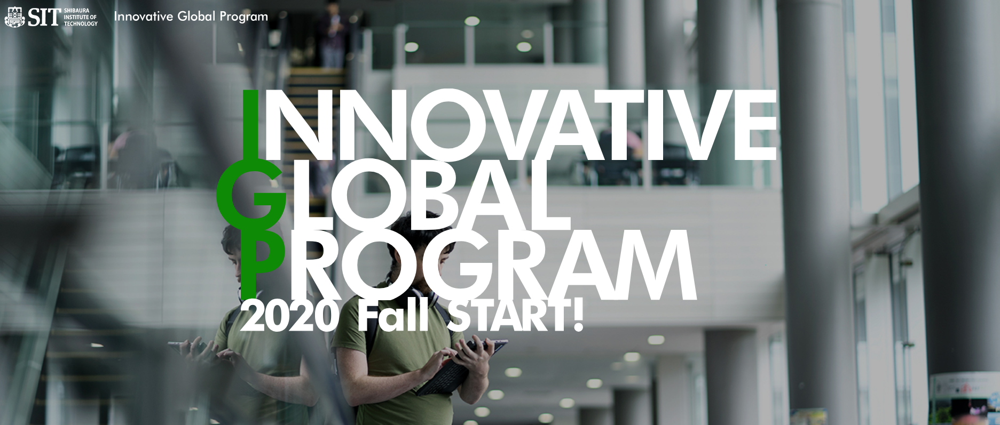 SIT SHIBAURA
INSTITUTE OF
TECHNOLOGY
Innovative Global Program
INNOVATIVE
GLOBAL
PROGRAM
2020 Fall START!